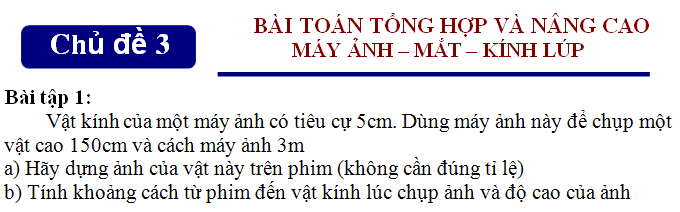 Chủ đề 3
BÀI TOÁN TỔNG HỢP VÀ NÂNG CAO
MÁY ẢNH – MẮT – KÍNH LÚP
Bài tập 1:
Vật kính của một máy ảnh có tiêu cự 5cm. Dùng máy ảnh này để chụp một
vật cao 150cm và cách máy ảnh 3m
a) Hãy dựng ảnh của vật này trên phim (không cần đúng tỉ lệ)
b) Tính khoảng cách từ phim đến vật kính lúc chụp ảnh và độ cao của ảnh